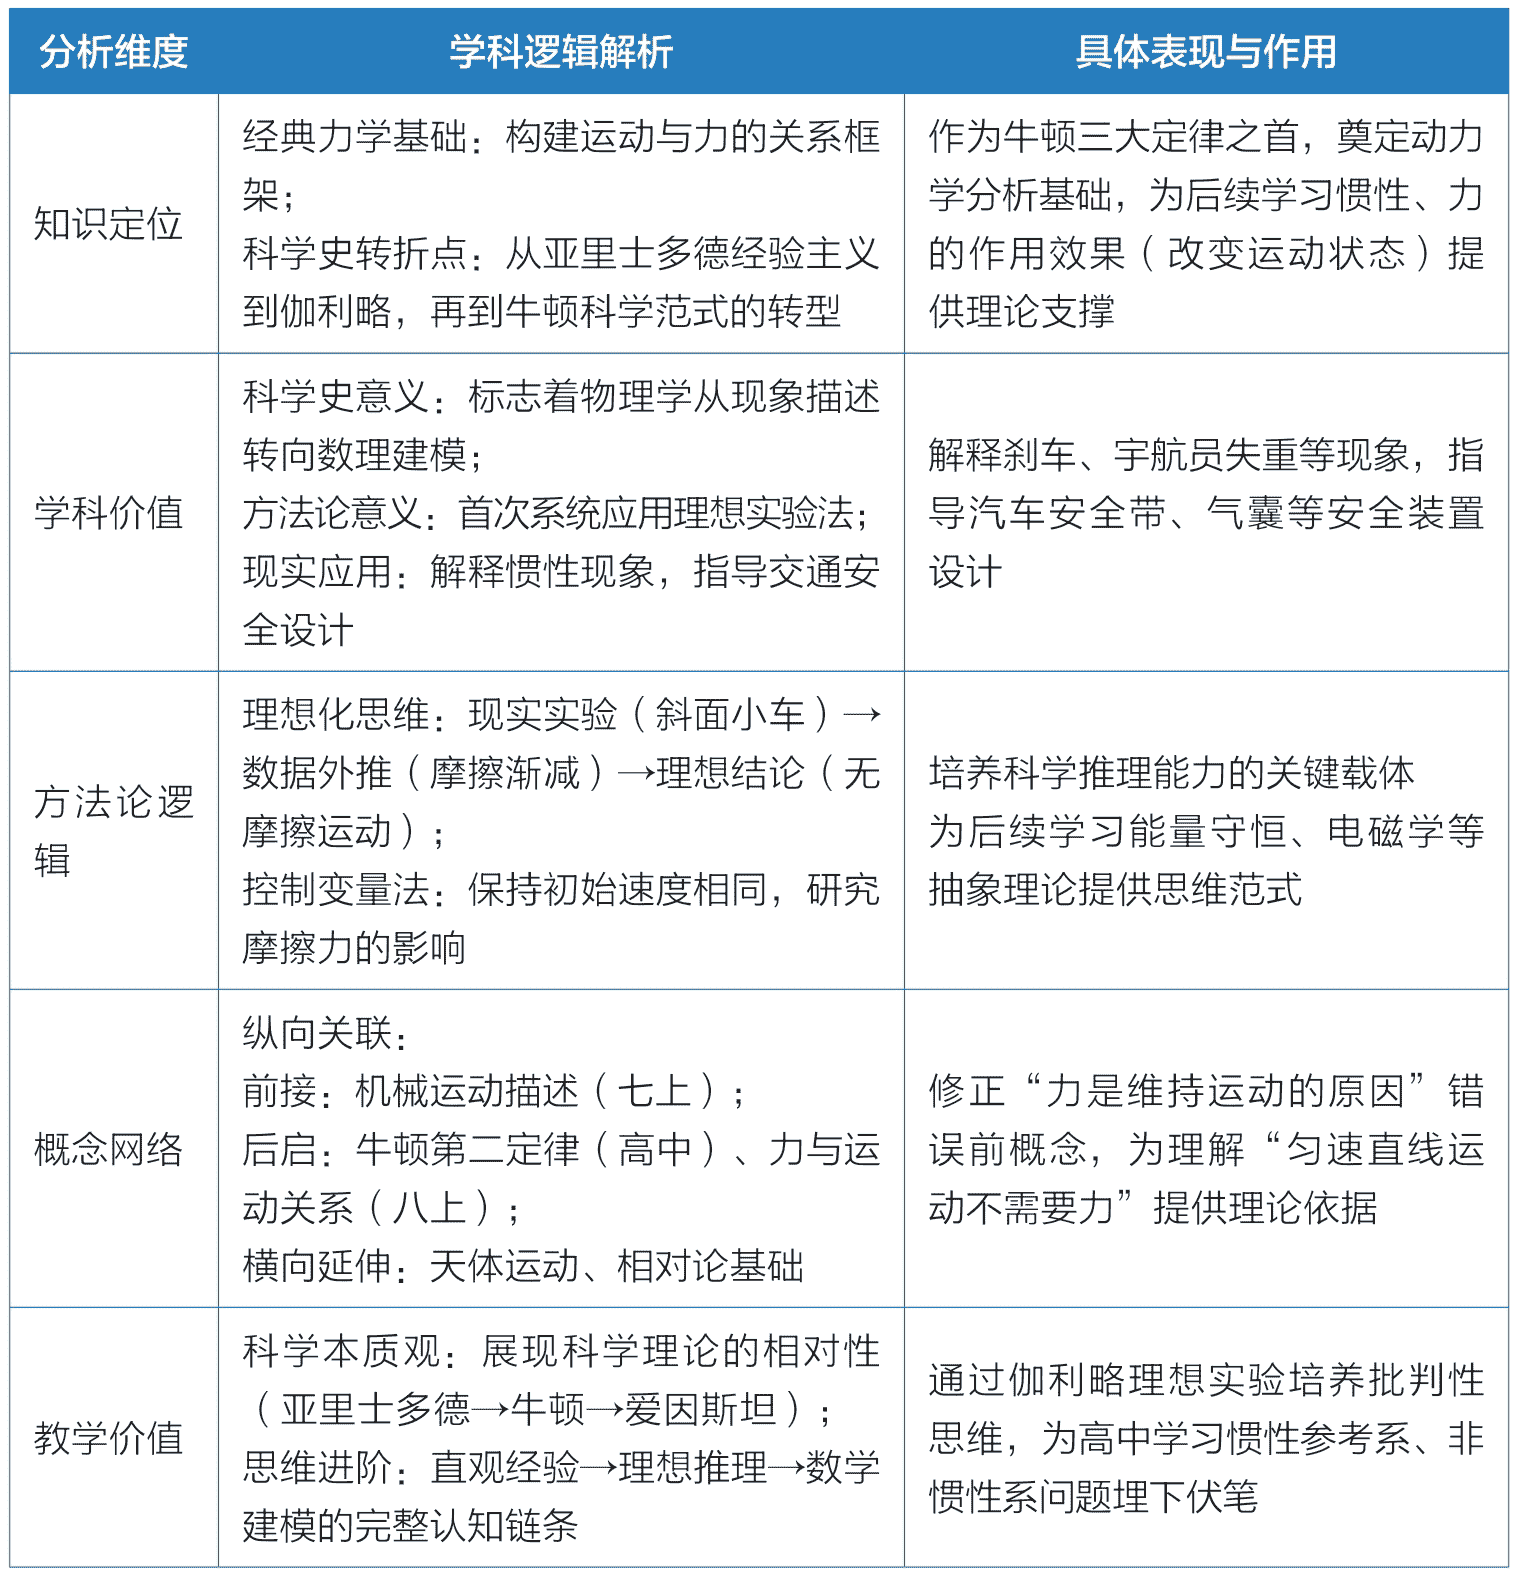 分析维度
学科逻辑解析
具体表现与作用
知识定位
经典力学基础：构建运动与力的关系框
架；
科学史转折点：从亚里士多德经验主义
到伽利略，再到牛顿科学范式的转型
作为牛顿三大定律之首，奠定动力
学分析基础，为后续学习惯性、力
的作用效果（改变运动状态）提
供理论支撑
学科价值
科学史意义：标志着物理学从现象描述
转向数理建模；
方法论意义：首次系统应用理想实验法；
现实应用：解释惯性现象，指导交通安
全设计
解释刹车、宇航员失重等现象，指
导汽车安全带、气囊等安全装置
设计
方法论逻
辑
理想化思维：现实实验（斜面小车）→
数据外推（摩擦渐减）→理想结论（无
摩擦运动）；
控制变量法：保持初始速度相同，研究
摩擦力的影响
培养科学推理能力的关键载体
为后续学习能量守恒、电磁学等
抽象理论提供思维范式
概念网络
纵向关联：
前接：机械运动描述（七上）；
后启：牛顿第二定律（高中）、力与运
动关系（八上）；
横向延伸：天体运动、相对论基础
修正“力是维持运动的原因”错
误前概念，为理解“匀速直线运
动不需要力”提供理论依据
教学价值
科学本质观：展现科学理论的相对性
（亚里士多德→牛顿→爱因斯坦）；
思维进阶：直观经验→理想推理→数学
建模的完整认知链条
通过伽利略理想实验培养批判性
思维，为高中学习惯性参考系、非
惯性系问题埋下伏笔